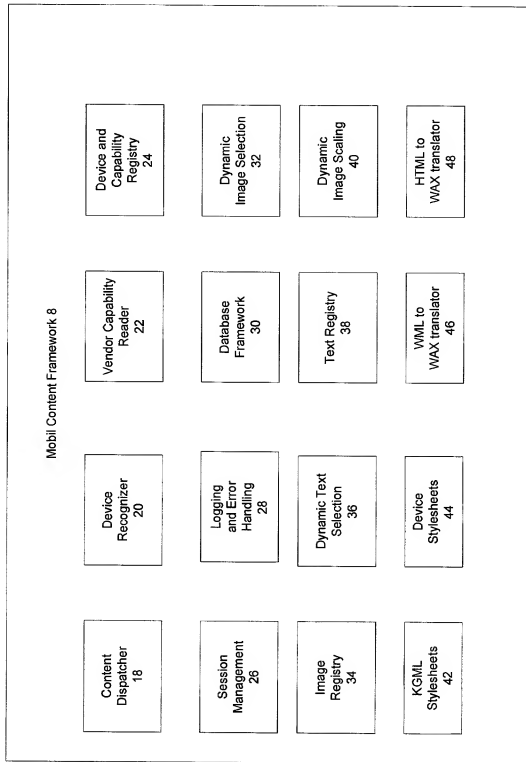 Mobil Content Framework 8
Content
Dispatcher
18
Device
Recognizer
20
Vendor Capability
Reader
22
Device and
Capability
Registry
24
Session
Management
26
Logging
and Error
Handling
28
Database
Framework
30
Dynamic
Image Selection
32
Image
Registry
34
Dynamic Text
Selection
36
Text Registry
38
Dynamic
Image Scaling
40
KGML
Stylesheets
42
Device
Stylesheets
44
WML to
WAX translator
46
HTML to
WAX translator
48